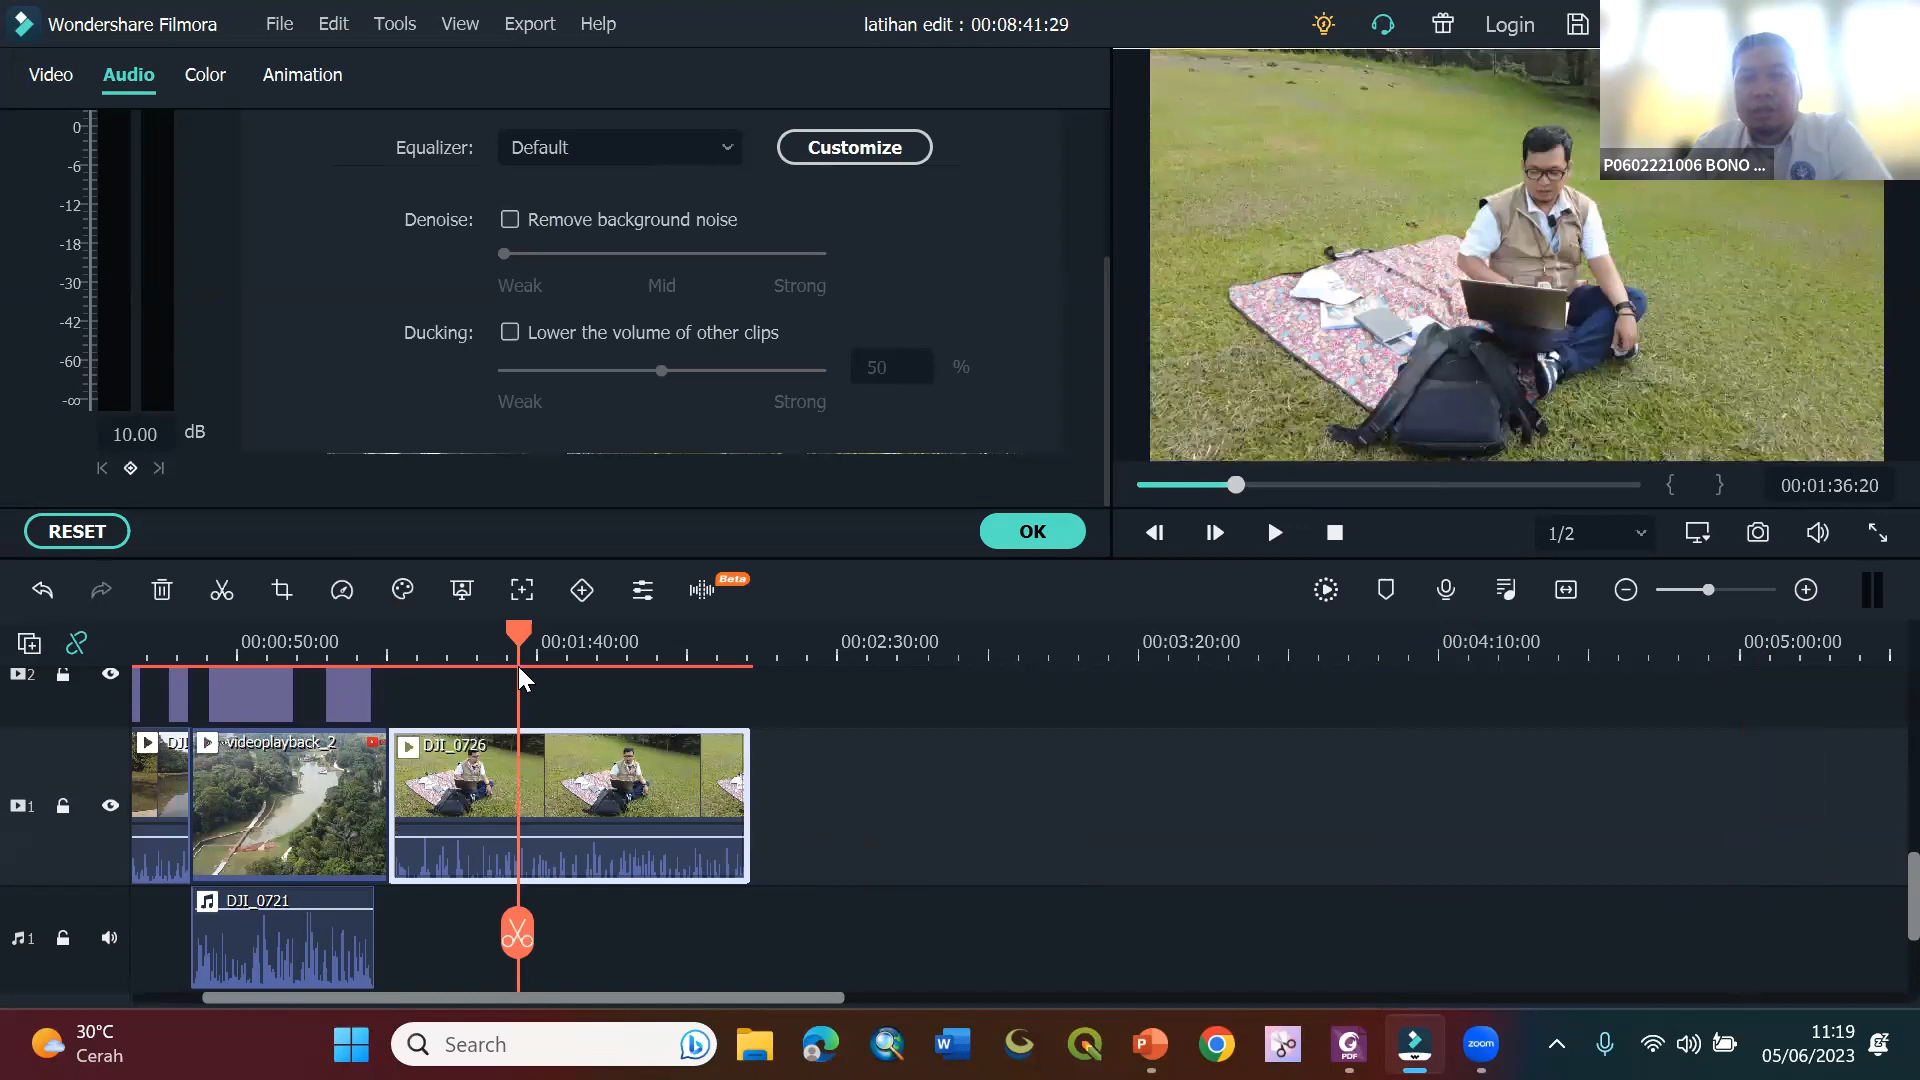 Wondershare Filmora
File
Edit
Tools
View
Export
Help
latihan edit : 00:08:41:29
Login
Video
Audio
Color
Animation
P0602221006 BONO ...
0
-6
-12
-18
-30
-42
-60
-∞
10.00 dB
Equalizer: Default
Customize
Denoise: Remove background noise
Weak
Mid
Strong
Ducking: Lower the volume of other clips
50 %
Weak
Strong
RESET
OK
00:01:36:20
1/2
Beta
00:00:50:00
00:01:40:00
00:02:30:00
00:03:20:00
00:04:10:00
00:05:00:00
2
DJI
videoplayback_2
DJI_0726
1
DJI_0721
1
30°C
Cerah
Search
W
P
PDF
zoom
11:19
05/06/2023